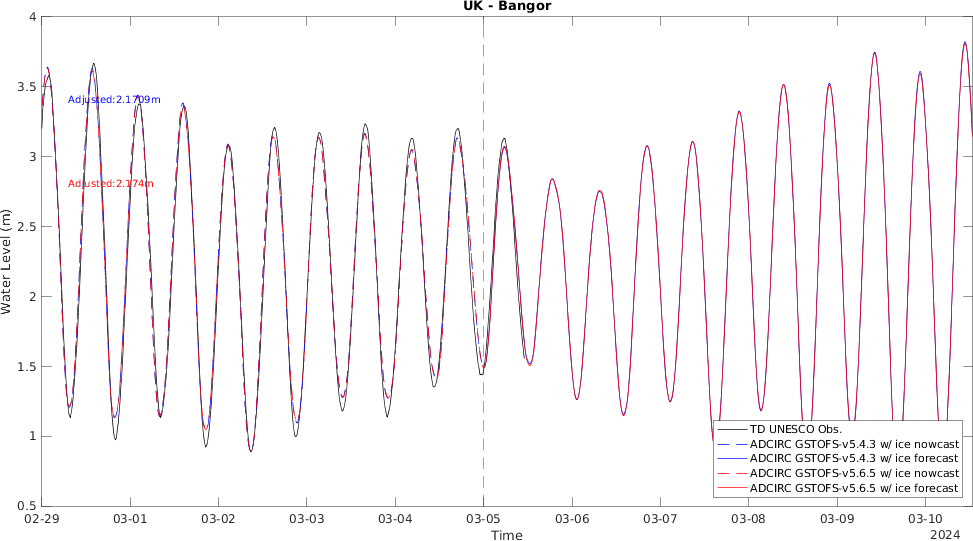 UK - Bangor
4
3.5
3
2.5
2
1.5
1
0.5
Water Level (m)
Adjusted:2.1709m
Adjusted:2.174m
TD UNESCO Obs.
ADCIRC GSTOFS-v5.4.3 w/ ice nowcast
ADCIRC GSTOFS-v5.4.3 w/ ice forecast
ADCIRC GSTOFS-v5.6.5 w/ ice nowcast
ADCIRC GSTOFS-v5.6.5 w/ ice forecast
02-29 03-01 03-02 03-03 03-04 03-05 03-06 03-07 03-08 03-09 03-10
Time 2024